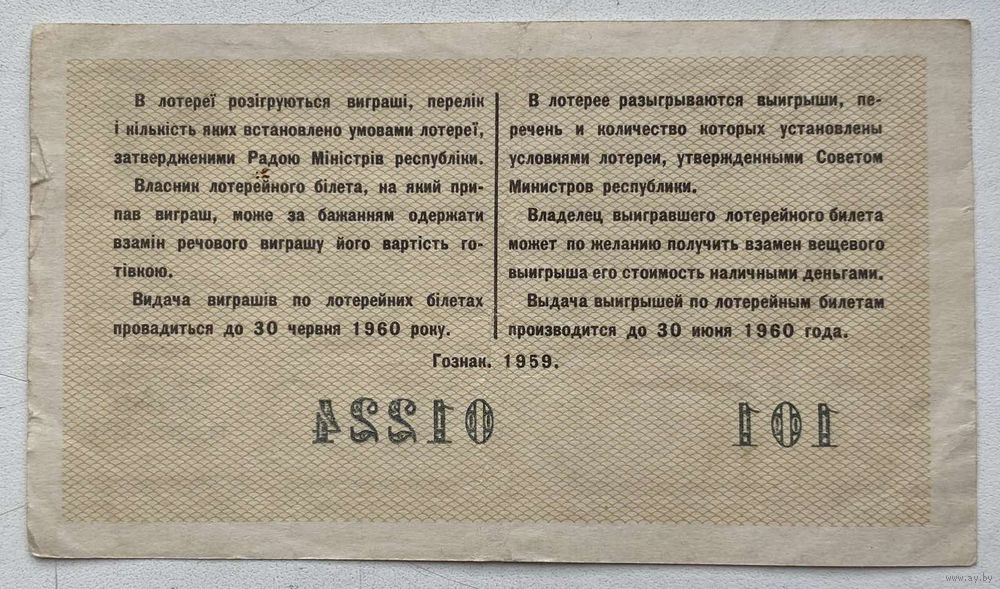 В лотереї розігруються виграші, перелік
і кількість яких встановлено умовами лотереї,
затвердженими Радою Міністрів республіки.
Власник лотерейного білета, на який при-
пав виграш, може за бажанням одержати
взамін речового виграшу його вартість го-
тівкою.
Видача виграшів по лотерейних білетах
провадиться до 30 червня 1960 року.
В лотерее разыгрываются выигрыши, пе-
речень и количество которых установлены
условиями лотереи, утвержденными Советом
Министров республики.
Владелец выигравшего лотерейного билета
может по желанию получить взамен вещевого
выигрыша его стоимость наличными деньгами.
Выдача выигрышей по лотерейным билетам
производится до 30 июня 1960 года.
Гознак. 1959.
01224
101
www.ay.by